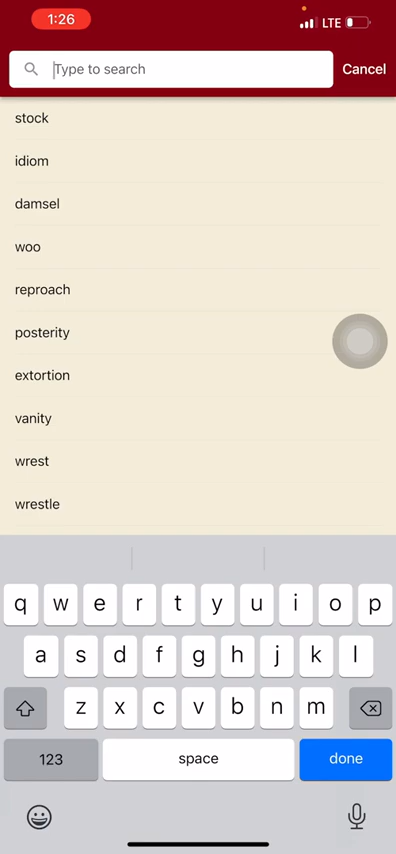 1:26
LTE
Type to search
Cancel
stock
idiom
damsel
woo
reproach
posterity
extortion
vanity
wrest
wrestle
q w e r t y u i o p
a s d f g h j k l
z x c v b n m
123 space done